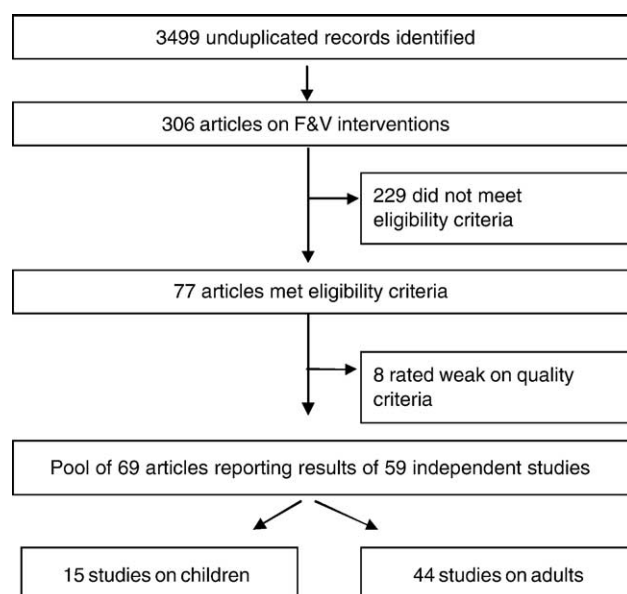 3499 unduplicated records identified
306 articles on F&V interventions
229 did not meet
eligibility criteria
77 articles met eligibility criteria
8 rated weak on quality
criteria
Pool of 69 articles reporting results of 59 independent studies
15 studies on children
44 studies on adults